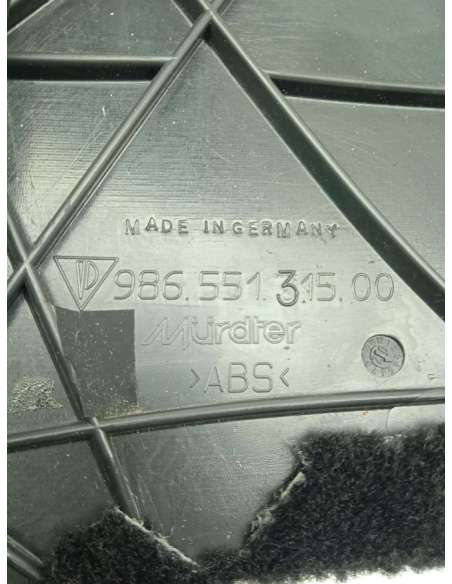 MADE IN GERMANY
986.551.315.00
Mürdter
>ABS<